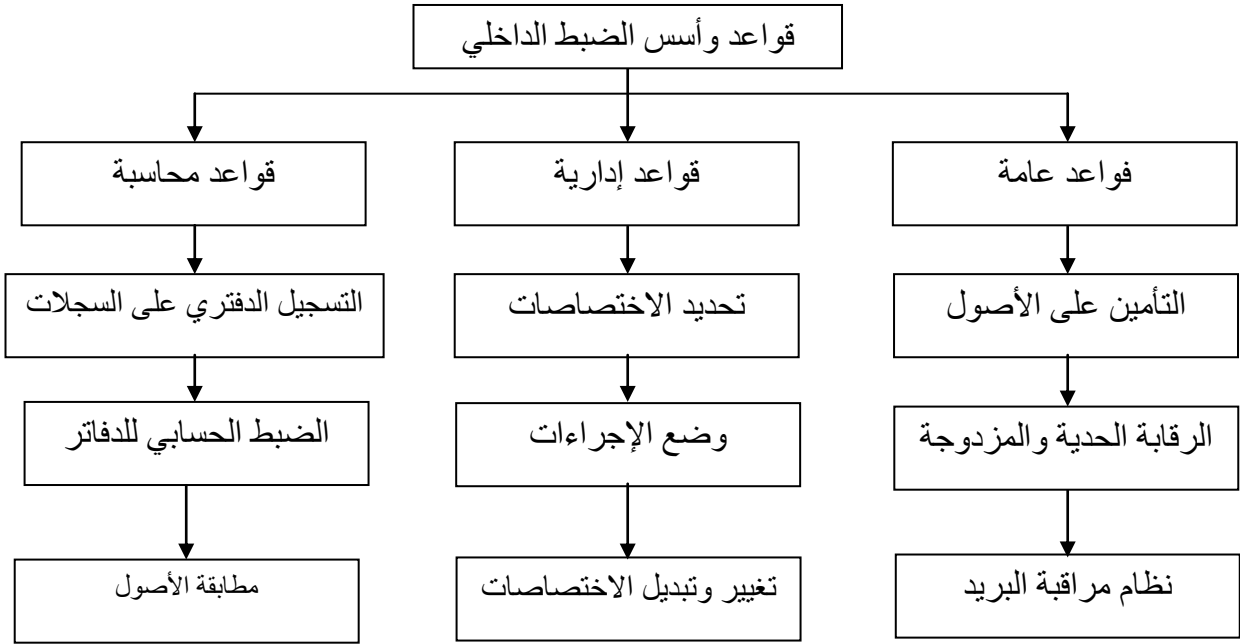 قواعد وأسس الضبط الداخلي
فواعد عامة
قواعد إدارية
قواعد محاسبة
التأمين على الأصول
تحديد الاختصاصات
التسجيل الدفتري على السجلات
الرقابة الحدية والمزدوجة
وضع الإجراءات
الضبط الحسابي للدفاتر
نظام مراقبة البريد
تغيير وتبديل الاختصاصات
مطابقة الأصول